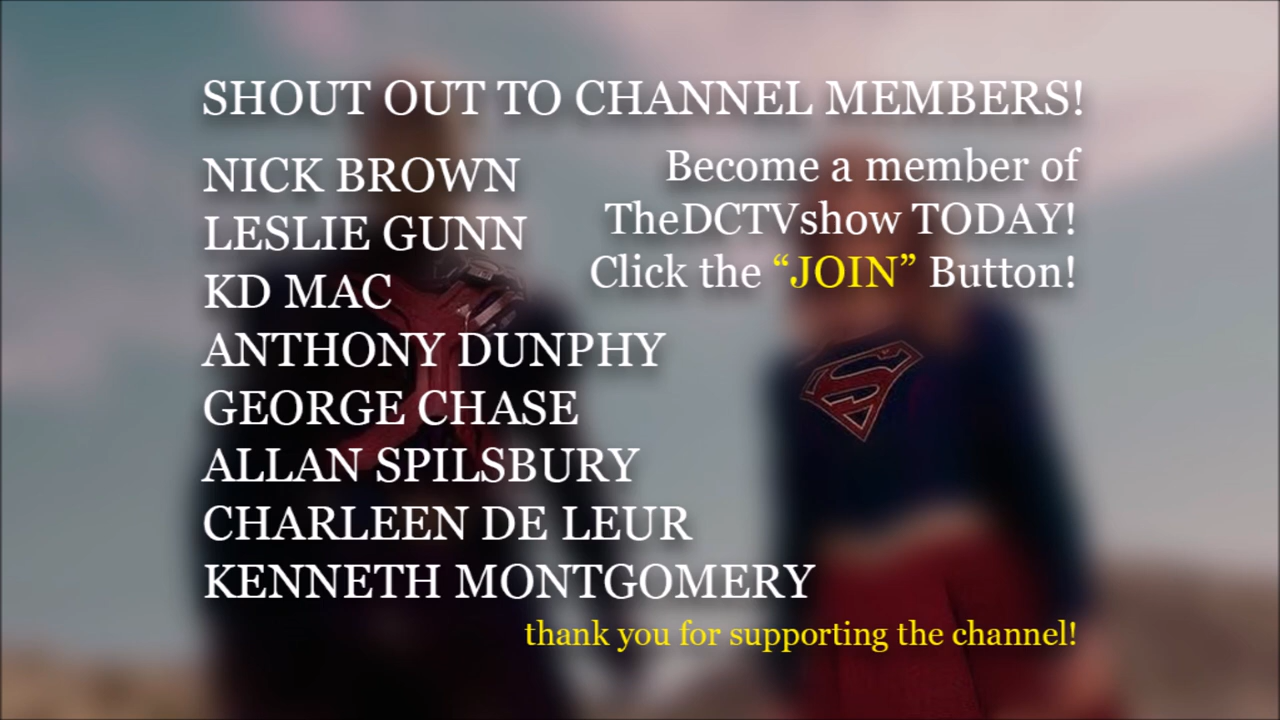 SHOUT OUT TO CHANNEL MEMBERS!
NICK BROWN
LESLIE GUNN
KD MAC
ANTHONY DUNPHY
GEORGE CHASE
ALLAN SPILSBURY
CHARLEEN DE LEUR
KENNETH MONTGOMERY
Become a member of
TheDCTVshow TODAY!
Click the “JOIN” Button!
thank you for supporting the channel!